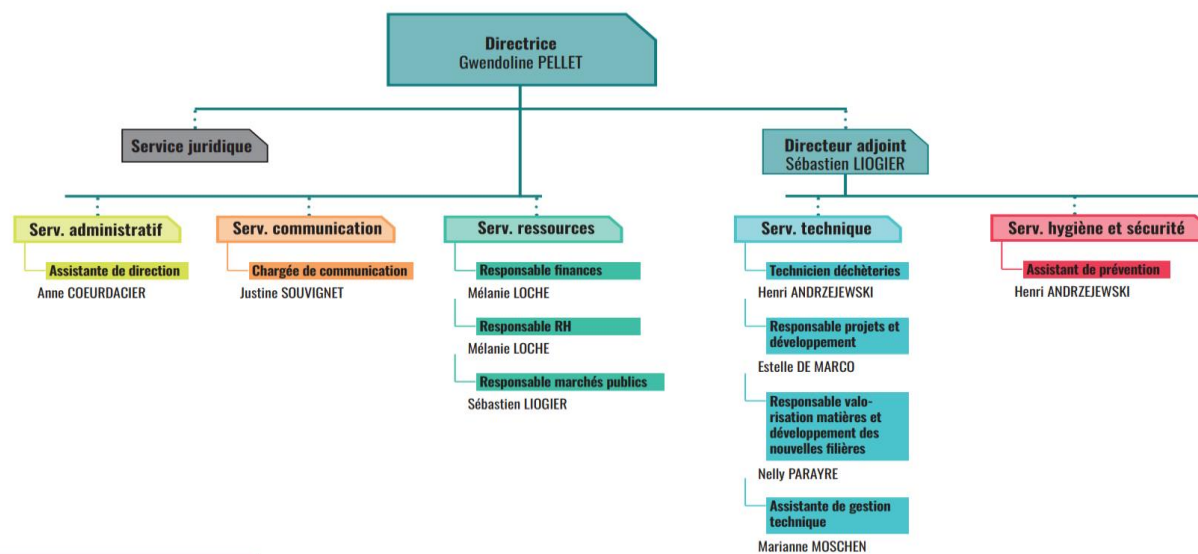 Directrice
Gwendoline PELLET
Service juridique
Directeur adjoint
Sébastien LIOGIER
Serv. administratif
Assistante de direction
Anne COEURDACIER
Serv. communication
Chargée de communication
Justine SOUVIGNET
Serv. ressources
Responsable finances
Mélanie LOCHE
Responsable RH
Mélanie LOCHE
Responsable marchés publics
Sébastien LIOGIER
Serv. technique
Technicien déchèteries
Henri ANDRZEJEWSKI
Responsable projets et
développement
Estelle DE MARCO
Responsable valo-
risation matières et
développement des
nouvelles filières
Nelly PARAYRE
Assistante de gestion
technique
Marianne MOSCHEN
Serv. hygiène et sécurité
Assistant de prévention
Henri ANDRZEJEWSKI